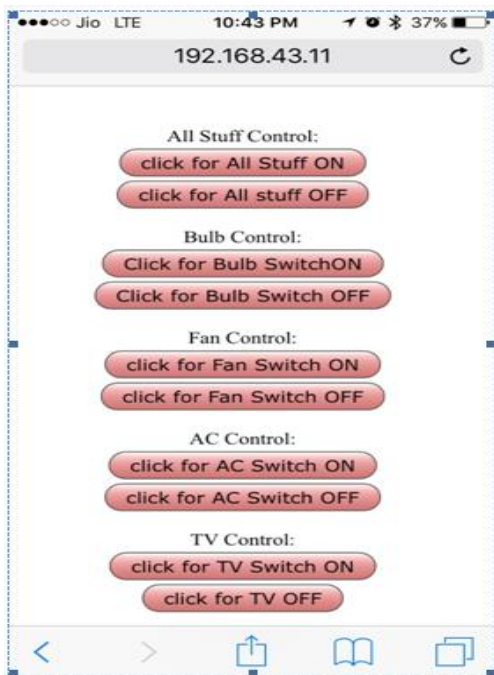 Jio LTE 10:43 PM 37%
192.168.43.11
All Stuff Control:
click for All Stuff ON
click for All stuff OFF
Bulb Control:
Click for Bulb SwitchON
Click for Bulb Switch OFF
Fan Control:
click for Fan Switch ON
click for Fan Switch OFF
AC Control:
click for AC Switch ON
click for AC Switch OFF
TV Control:
click for TV Switch ON
click for TV OFF